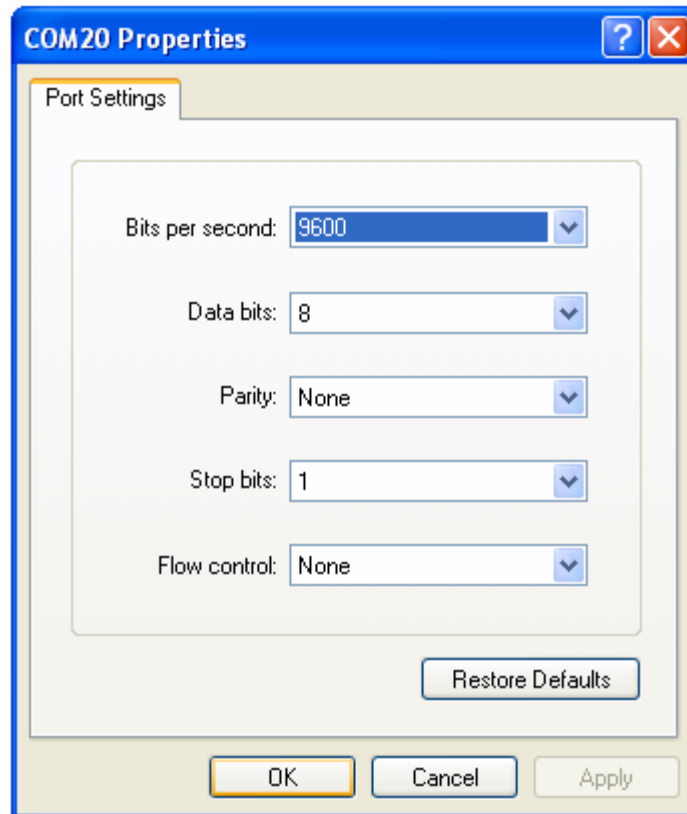 COM20 Properties
Port Settings
Bits per second: 9600
Data bits: 8
Parity: None
Stop bits: 1
Flow control: None
Restore Defaults
OK Cancel Apply